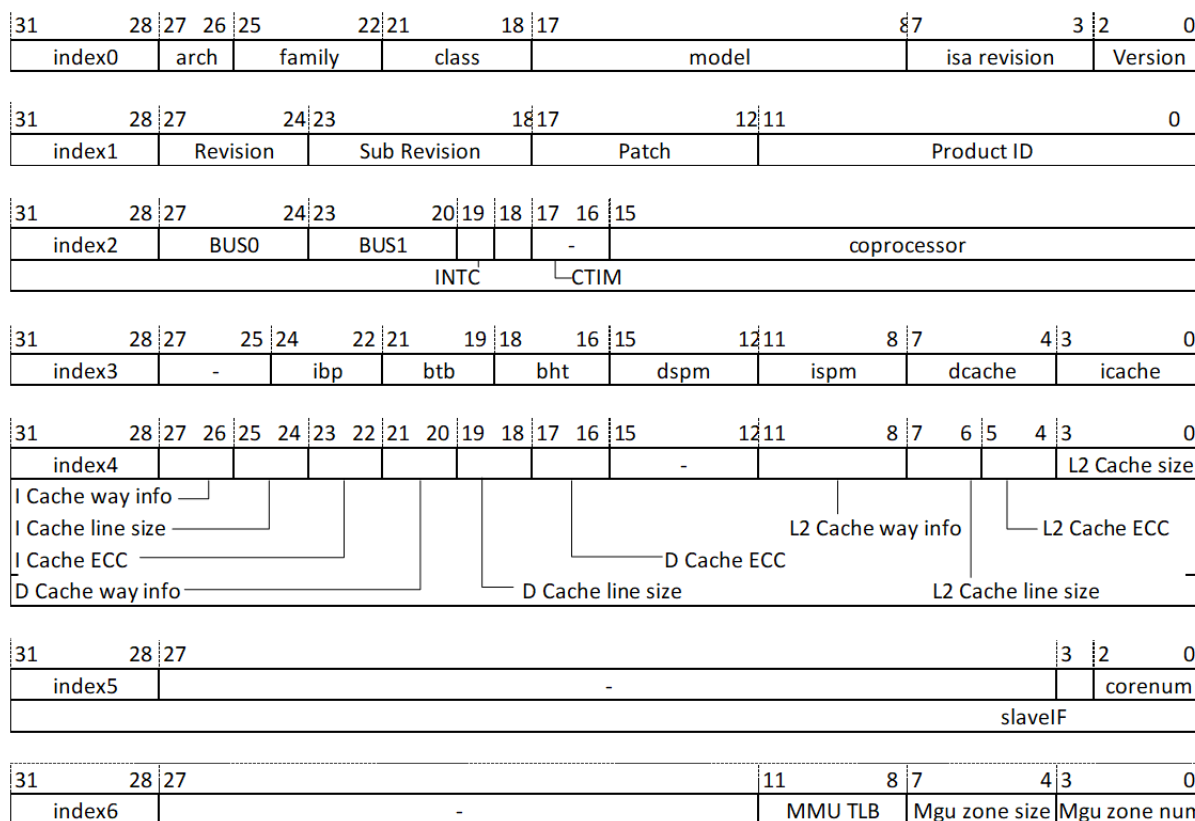 31 28 27 26 25 22 21 18 17 8 7 3 2 0
index0 arch family class model isa revision Version
31 28 27 24 23 18 17 12 11 0
index1 Revision Sub Revision Patch Product ID
31 28 27 24 23 20 19 18 17 16 15
index2 BUS0 BUS1 - coprocessor
INTC CTIM
31 28 27 25 24 22 21 19 18 16 15 12 11 8 7 4 3 0
index3 - ibp btb bht dspm ispm dcache icache
31 28 27 26 25 24 23 22 21 20 19 18 17 16 15 12 11 8 7 6 5 4 3 0
index4 - L2 Cache size
I Cache way info
I Cache line size L2 Cache way info L2 Cache ECC
I Cache ECC D Cache ECC
D Cache way info D Cache line size L2 Cache line size
31 28 27 3 2 0
index5 - corenum
slaveIF
31 28 27 11 8 7 4 3 0
index6 - MMU TLB Mgu zone size Mgu zone num